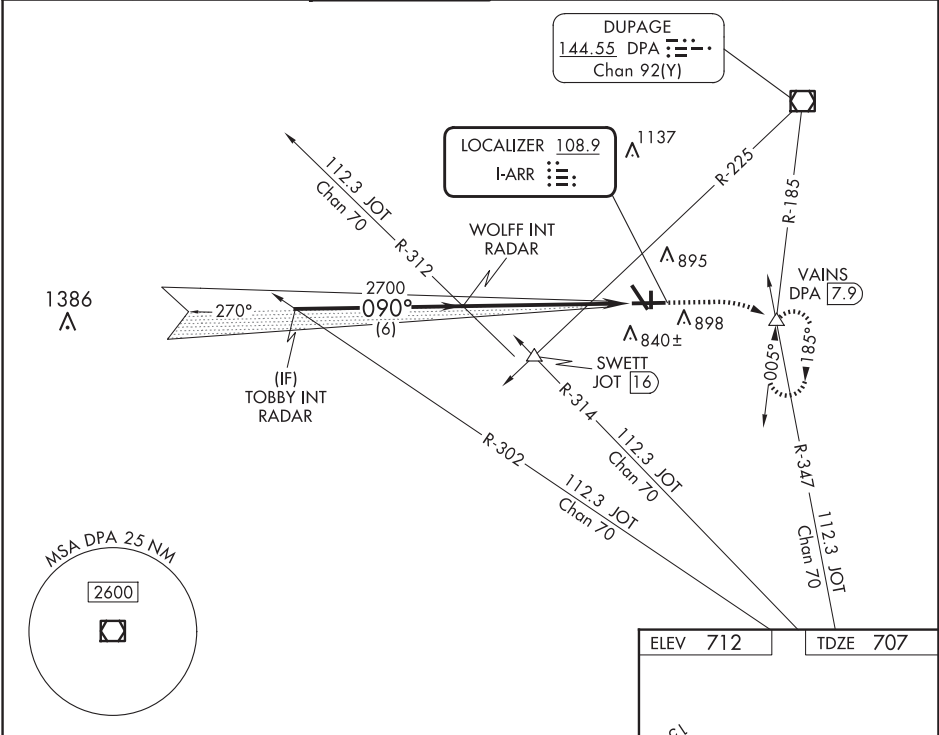 DUPAGE
144.55 DPA
Chan 92(Y)
LOCALIZER 108.9
I-ARR
1137
R-225
R-185
112.3 JOT
Chan 70
R-312
WOLFF INT
RADAR
895
VAINS
DPA 7.9
1386
270°
2700
090°
(6)
898
840±
SWETT
JOT 16
005°
185°
(IF)
TOBBY INT
RADAR
R-314
112.3 JOT
Chan 70
R-302
112.3 JOT
Chan 70
R-347
112.3 JOT
Chan 70
MSA DPA 25 NM
2600
ELEV 712
TDZE 707